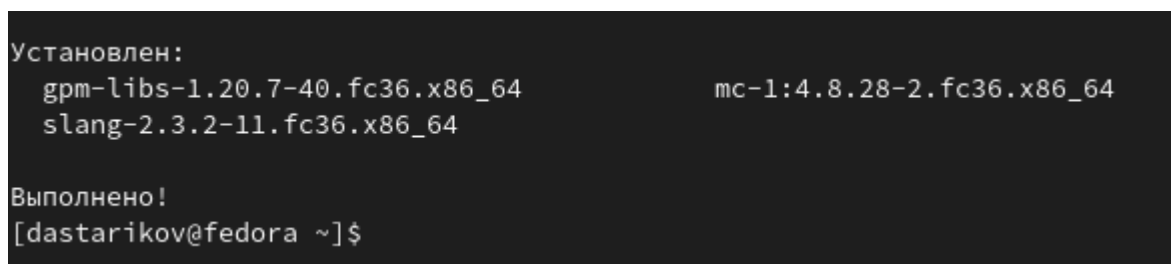 Установлен:
gpm-libs-1.20.7-40.fc36.x86_64 mc-1:4.8.28-2.fc36.x86_64
slang-2.3.2-11.fc36.x86_64
Выполнено!
[dastarikov@fedora ~]$